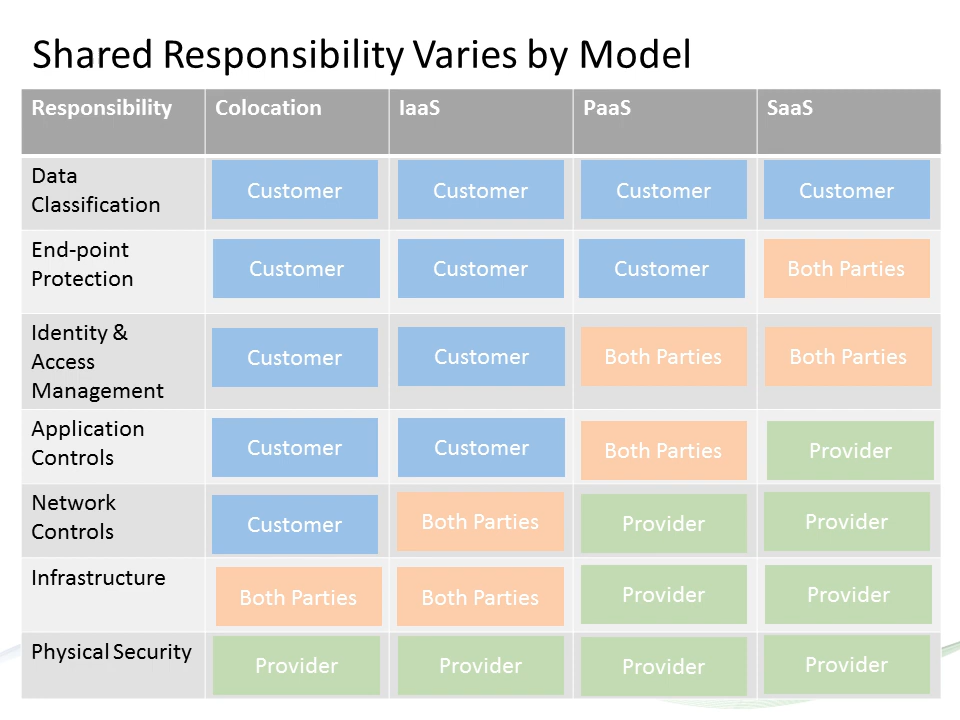 Shared Responsibility Varies by Model
Responsibility Colocation IaaS PaaS SaaS
Data
Classification
Customer Customer Customer Customer
End-point
Protection
Customer Customer Customer Both Parties
Identity &
Access
Management
Customer Customer Both Parties Both Parties
Application
Controls
Customer Customer Both Parties Provider
Network
Controls
Customer Both Parties Provider Provider
Infrastructure
Both Parties Both Parties Provider Provider
Physical Security
Provider Provider Provider Provider